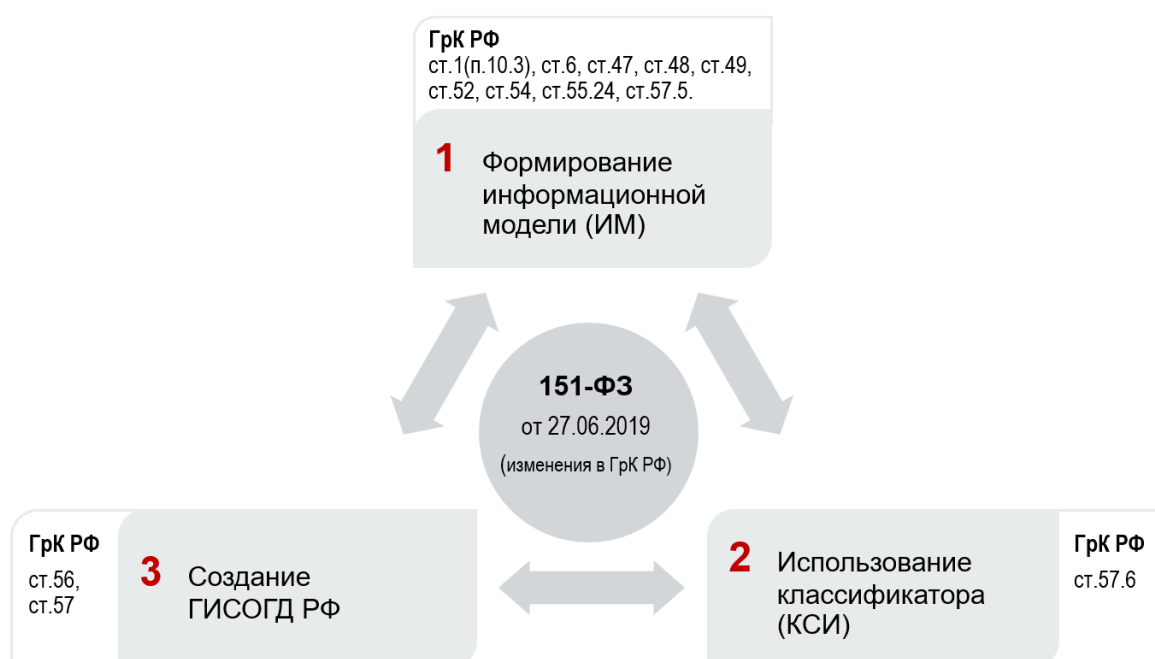 ГрК РФ
ст.1(п.10.3), ст.6, ст.47, ст.48, ст.49,
ст.52, ст.54, ст.55.24, ст.57.5.
1 Формирование
информационной
модели (ИМ)
151-ФЗ
от 27.06.2019
(изменения в ГрК РФ)
ГрК РФ
ст.56,
ст.57
3 Создание
ГИСОГД РФ
2 Использование
классификатора
(КСИ)
ГрК РФ
ст.57.6